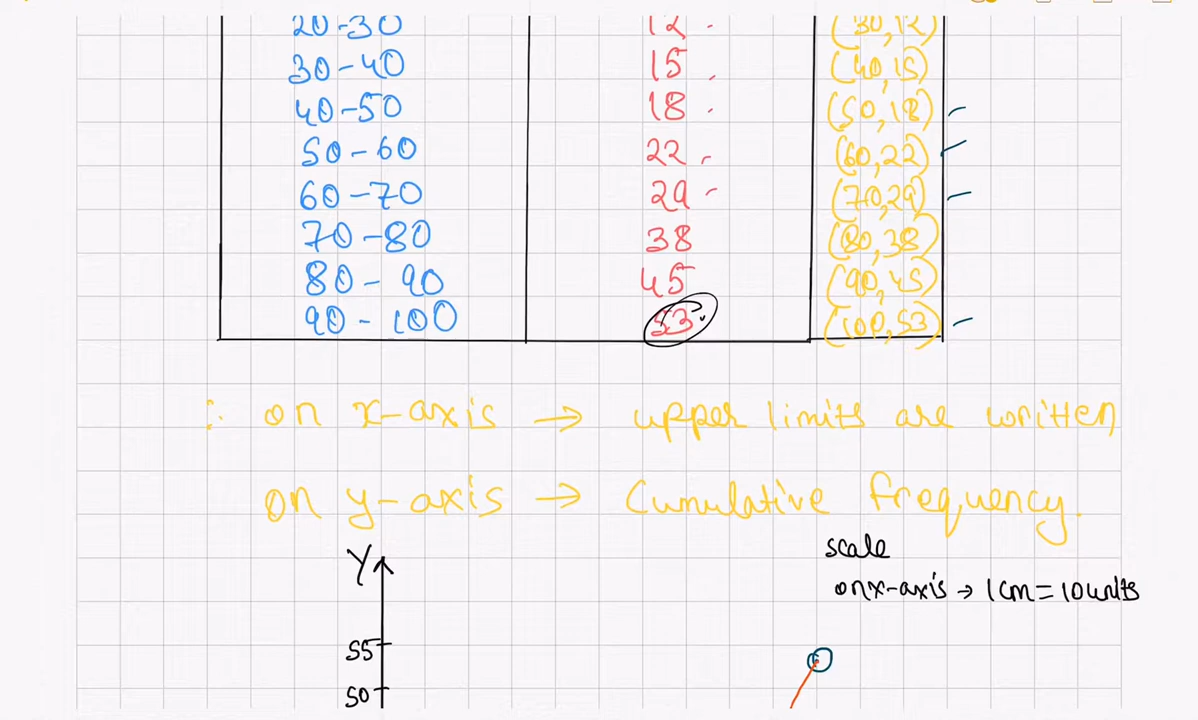 20-30 12 (30,12)
30-40 15 (40,15)
40-50 18 (50,18)
50-60 22 (60,22)
60-70 29 (70,29)
70-80 38 (80,38)
80-90 45 (90,45)
90-100 53 (100,53)
∴ on x-axis → upper limits are written
on y-axis → Cumulative frequency.
scale
on x-axis → 1cm = 10 units
Y
55
50